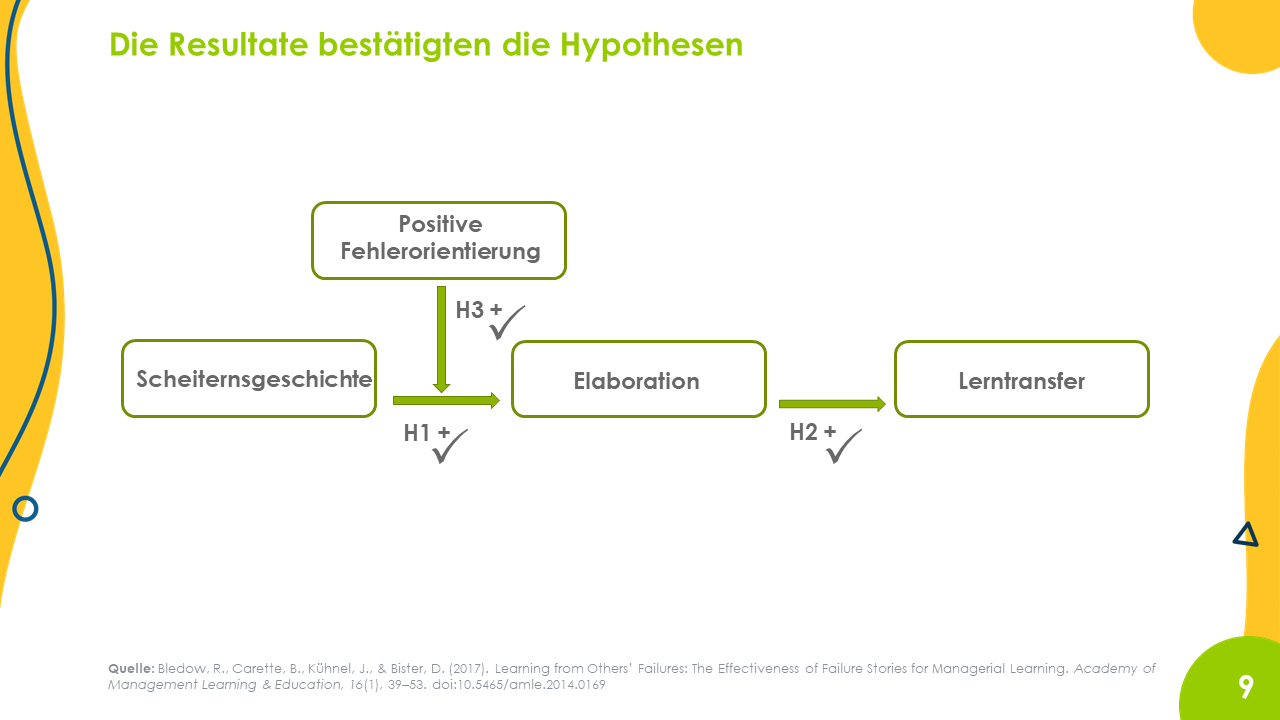 Die Resultate bestätigten die Hypothesen
Positive
Fehlerorientierung
H3 +
Scheiternsgeschichte
Elaboration
Lerntransfer
H1 +
H2 +
Quelle: Bledow, R., Carette, B., Kühnel, J., & Bister, D. (2017). Learning from Others’ Failures: The Effectiveness of Failure Stories for Managerial Learning. Academy of
Management Learning & Education, 16(1), 39–53. doi:10.5465/amle.2014.0169
9